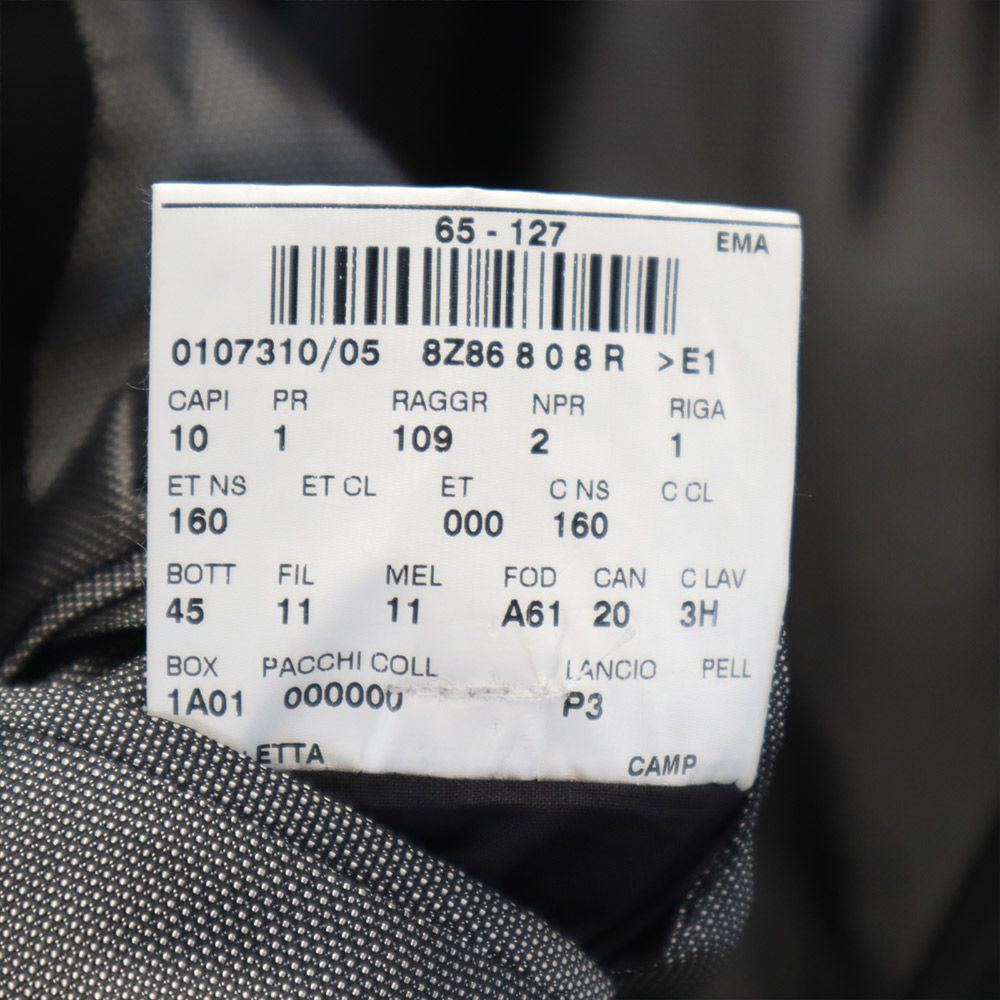 65 - 127 EMA
0107310/05 8Z86 8 0 8 R >E1
CAPI PR RAGGR NPR RIGA
10 1 109 2 1
ET NS ET CL ET C NS C CL
160 000 160
BOTT FIL MEL FOD CAN C LAV
45 11 11 A61 20 3H
BOX PACCHI COLL LANCIO PELL
1A01 000000 P3
CAMP